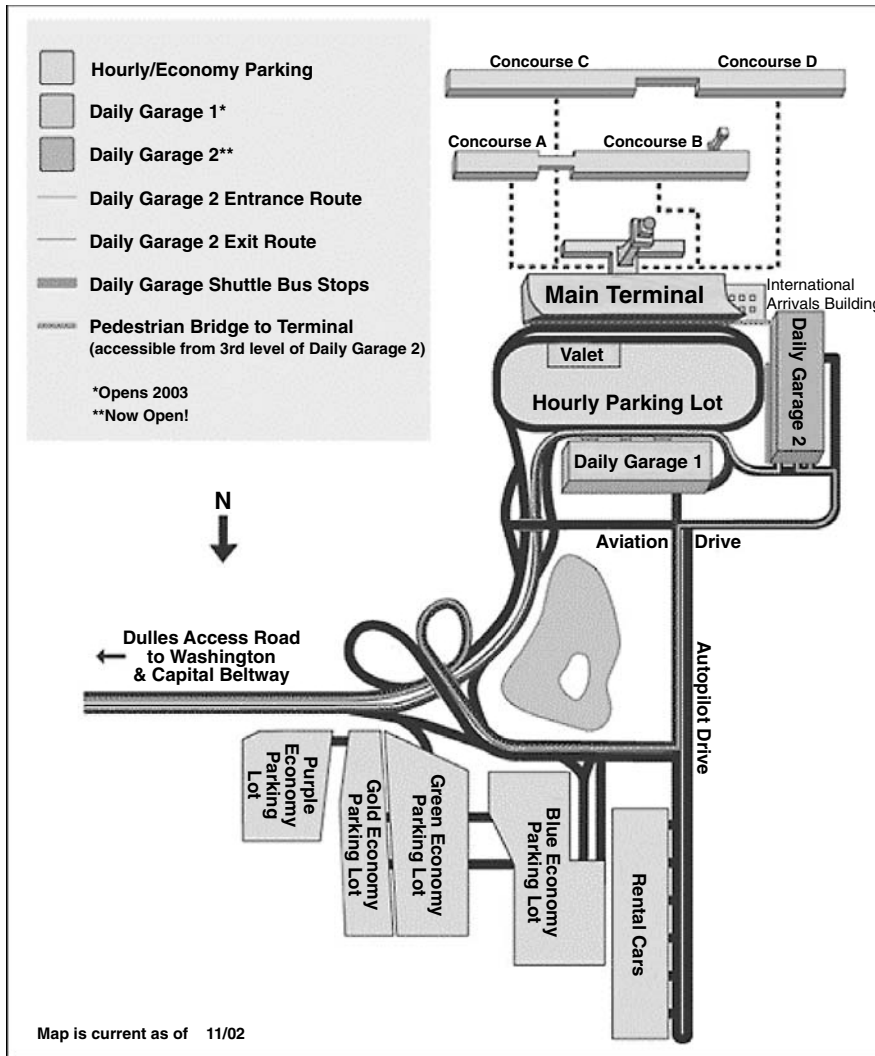 Hourly/Economy Parking
Daily Garage 1*
Daily Garage 2**
Daily Garage 2 Entrance Route
Daily Garage 2 Exit Route
Daily Garage Shuttle Bus Stops
Pedestrian Bridge to Terminal
(accessible from 3rd level of Daily Garage 2)
*Opens 2003
**Now Open!
Concourse C
Concourse D
Concourse A
Concourse B
Main Terminal
International
Arrivals Building
Valet
Hourly Parking Lot
Daily Garage 2
Daily Garage 1
N
Aviation Drive
Dulles Access Road
to Washington
& Capital Beltway
Autopilot Drive
Purple
Economy
Parking
Lot
Gold Economy
Parking Lot
Green Economy
Parking Lot
Blue Economy
Parking Lot
Rental Cars
Map is current as of 11/02